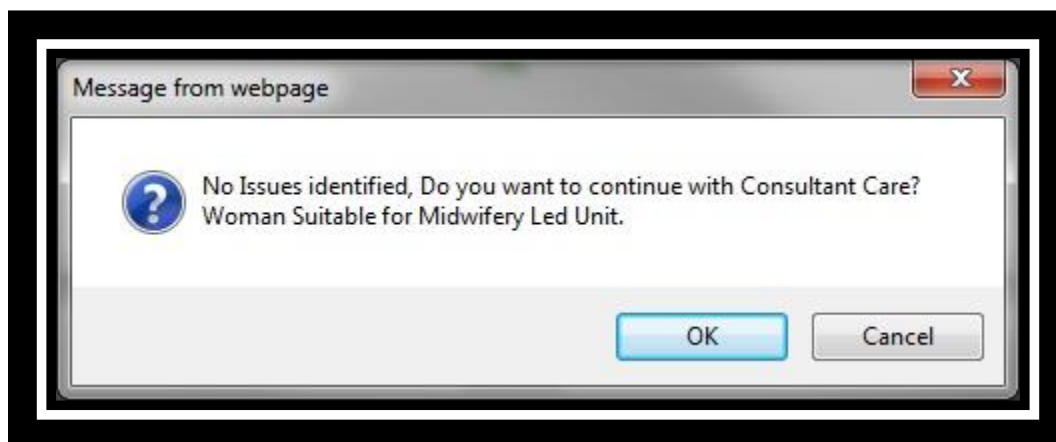 Message from webpage
No Issues identified, Do you want to continue with Consultant Care?
Woman Suitable for Midwifery Led Unit.
OK Cancel